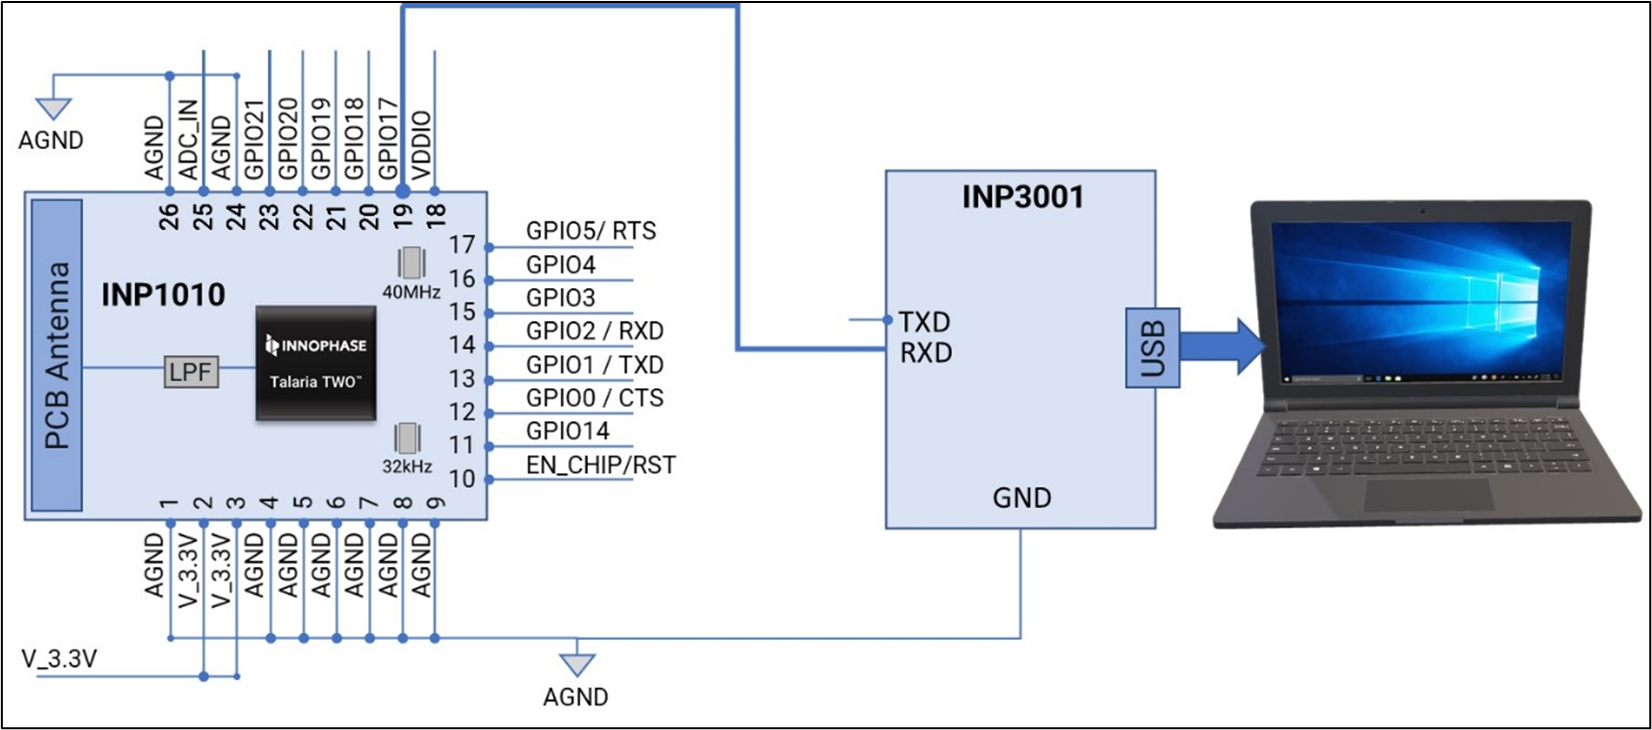 AGND
AGND
ADC_IN
AGND
GPIO21
GPIO20
GPIO19
GPIO18
GPIO17
VDDIO
26
25
24
23
22
21
20
19
18
PCB Antenna
INP1010
LPF
INNOPHASE
Talaria TWO™
40MHz
32kHz
17
GPIO5/ RTS
16
GPIO4
15
GPIO3
14
GPIO2 / RXD
13
GPIO1 / TXD
12
GPIO0 / CTS
11
GPIO14
10
EN_CHIP/RST
1
2
3
4
5
6
7
8
9
AGND
V_3.3V
V_3.3V
AGND
AGND
AGND
AGND
AGND
AGND
V_3.3V
AGND
INP3001
TXD
RXD
USB
GND